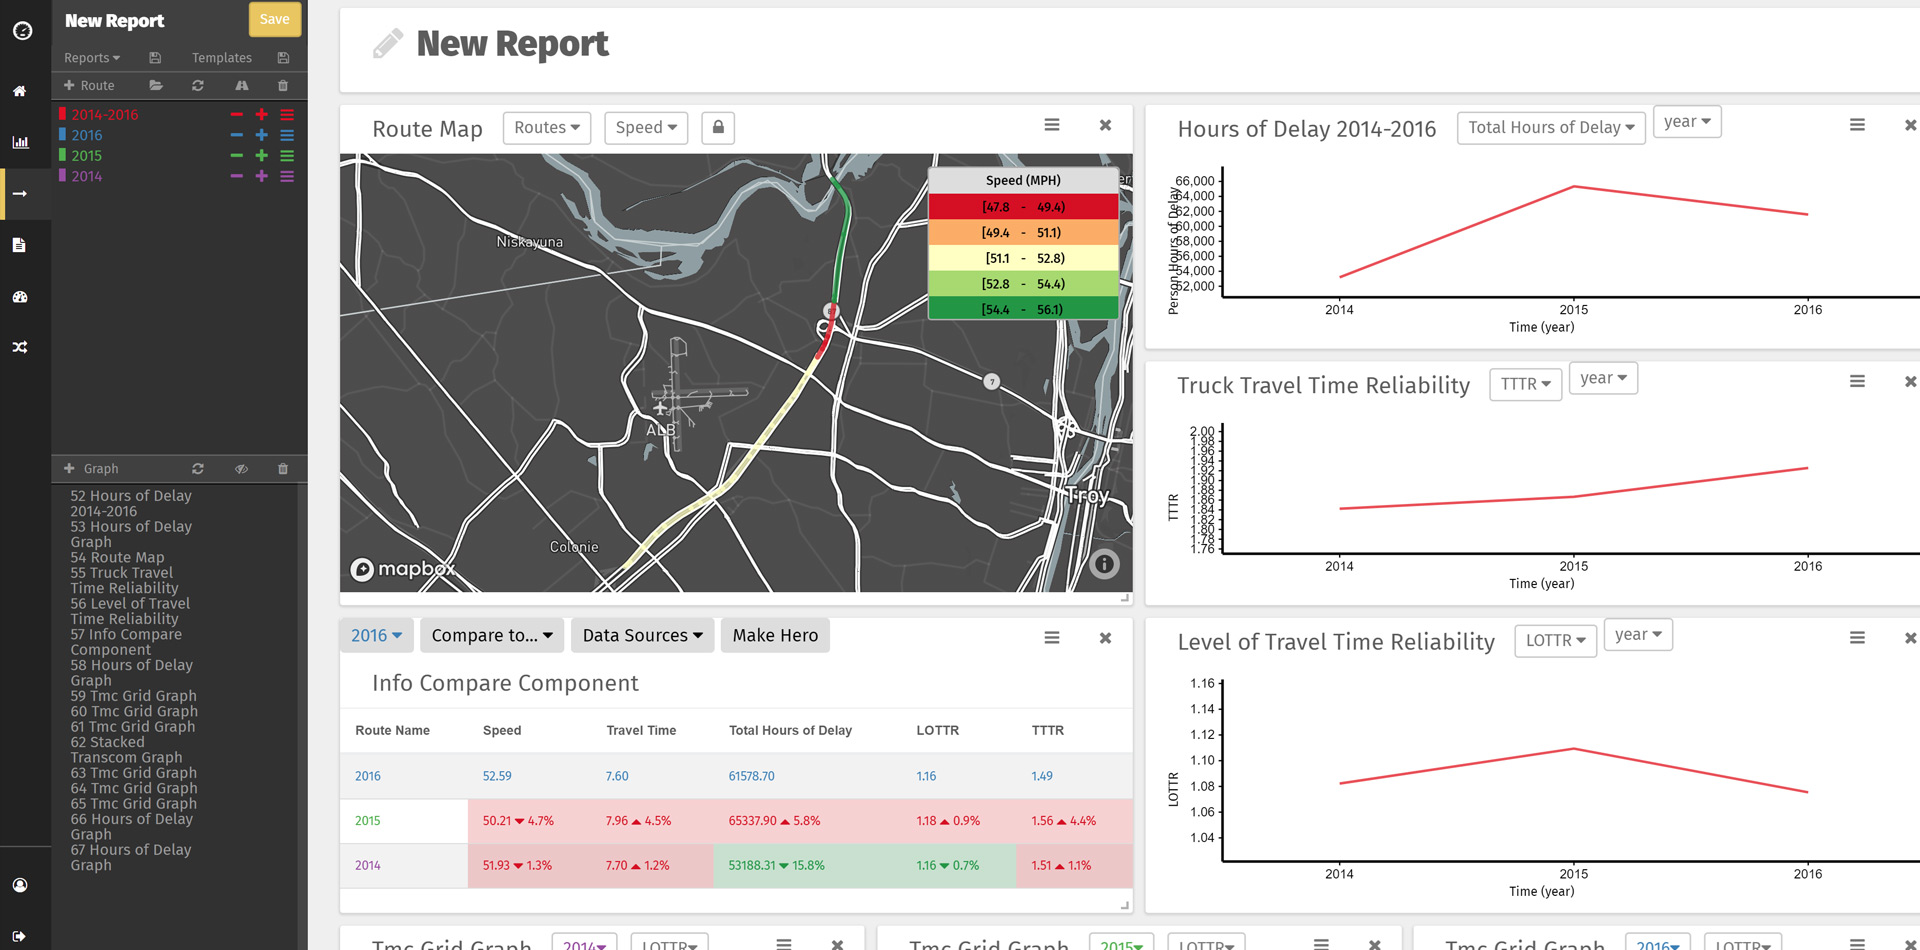 New Report
Save
Reports
Templates
Route
2014-2016
2016
2015
2014
Graph
52 Hours of Delay
2014-2016
53 Hours of Delay
Graph
54 Route Map
55 Truck Travel
Time Reliability
56 Level of Travel
Time Reliability
57 Info Compare
Component
58 Hours of Delay
Graph
59 Tmc Grid Graph
60 Tmc Grid Graph
61 Tmc Grid Graph
62 Stacked
Transcom Graph
63 Tmc Grid Graph
64 Tmc Grid Graph
65 Tmc Grid Graph
66 Hours of Delay
Graph
67 Hours of Delay
Graph
New Report
Route Map Routes Speed
Niskayuna
ALB
Colonie
Troy
7
mapbox
Speed (MPH)
[47.8 - 49.4)
[49.4 - 51.1)
[51.1 - 52.8)
[52.8 - 54.4)
[54.4 - 56.1)
Hours of Delay 2014-2016 Total Hours of Delay year
Person Hours of Delay
66,000
64,000
62,000
60,000
58,000
56,000
54,000
52,000
2014 2015 2016
Time (year)
Truck Travel Time Reliability TTTR year
TTTR
2.00
1.98
1.96
1.94
1.92
1.90
1.88
1.86
1.84
1.82
1.80
1.78
1.76
2014 2015 2016
Time (year)
2016 Compare to... Data Sources Make Hero
Info Compare Component
Route Name Speed Travel Time Total Hours of Delay LOTTR TTTR
2016 52.59 7.60 61578.70 1.16 1.49
2015 50.21 ▼ 4.7% 7.96 ▲ 4.5% 65337.90 ▲ 5.8% 1.18 ▲ 0.9% 1.56 ▲ 4.4%
2014 51.93 ▼ 1.3% 7.70 ▲ 1.2% 53188.31 ▼ 15.8% 1.16 ▼ 0.7% 1.51 ▲ 1.1%
Level of Travel Time Reliability LOTTR year
LOTTR
1.16
1.14
1.12
1.10
1.08
1.06
1.04
2014 2015 2016
Time (year)
Tmc Grid Graph 2014 LOTTR
Tmc Grid Graph 2015 LOTTR
Tmc Grid Graph 2016 LOTTR